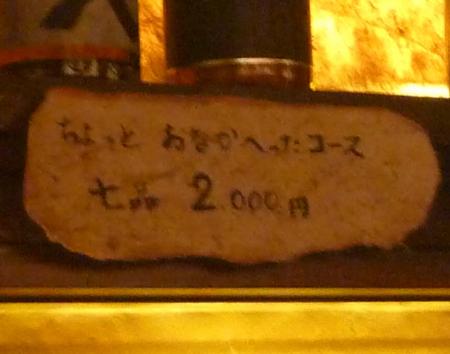 ちょっと おなかへったコース
七品 2.000円